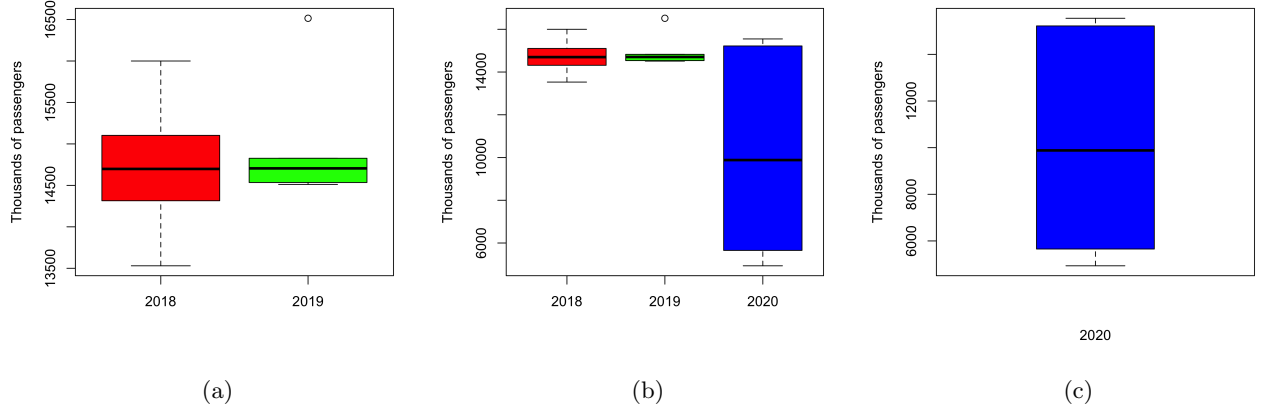 Thousands of passengers
16500
15500
14500
13500
2018 2019
(a)
Thousands of passengers
14000
10000
6000
2018 2019 2020
(b)
Thousands of passengers
12000
8000
6000
2020
(c)